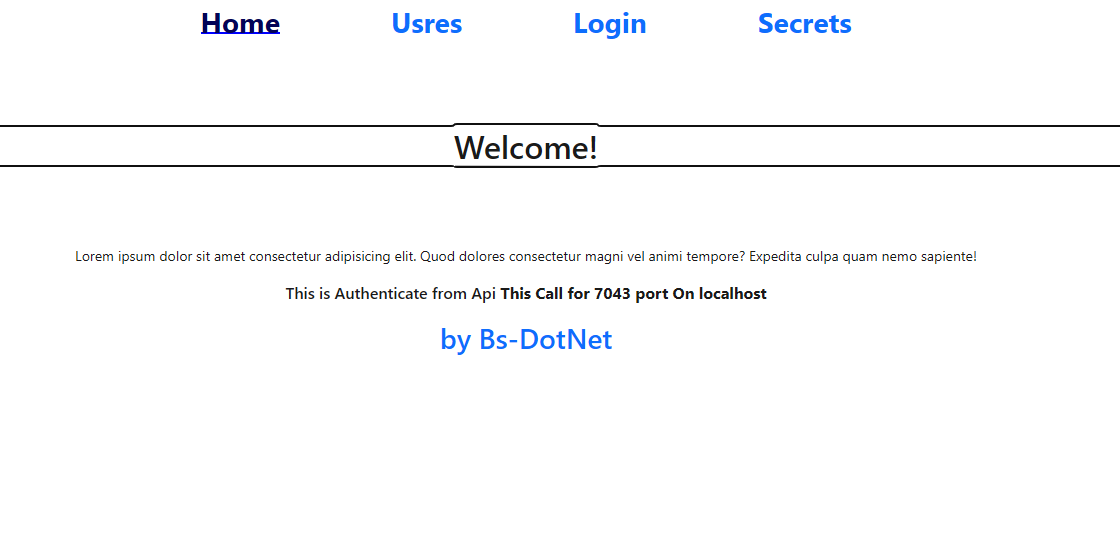 Home Usres Login Secrets
Welcome!
Lorem ipsum dolor sit amet consectetur adipisicing elit. Quod dolores consectetur magni vel animi tempore? Expedita culpa quam nemo sapiente!
This is Authenticate from Api This Call for 7043 port On localhost
by Bs-DotNet